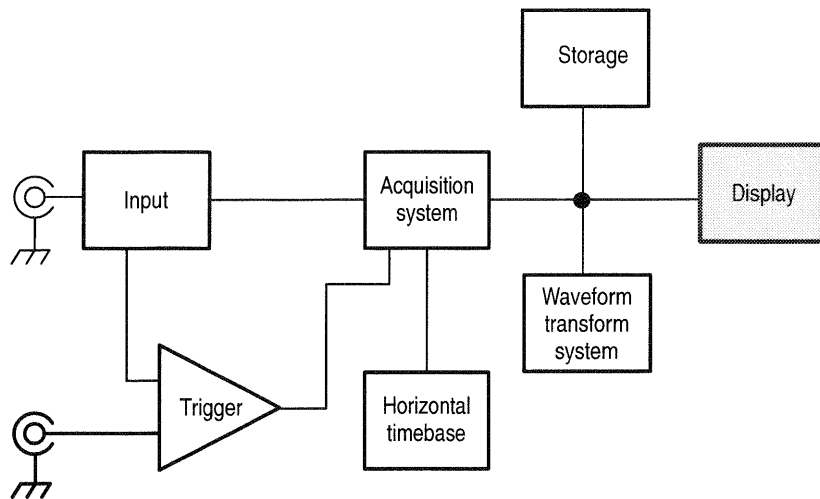 Storage
Input
Acquisition
system
Display
Waveform
transform
system
Trigger
Horizontal
timebase